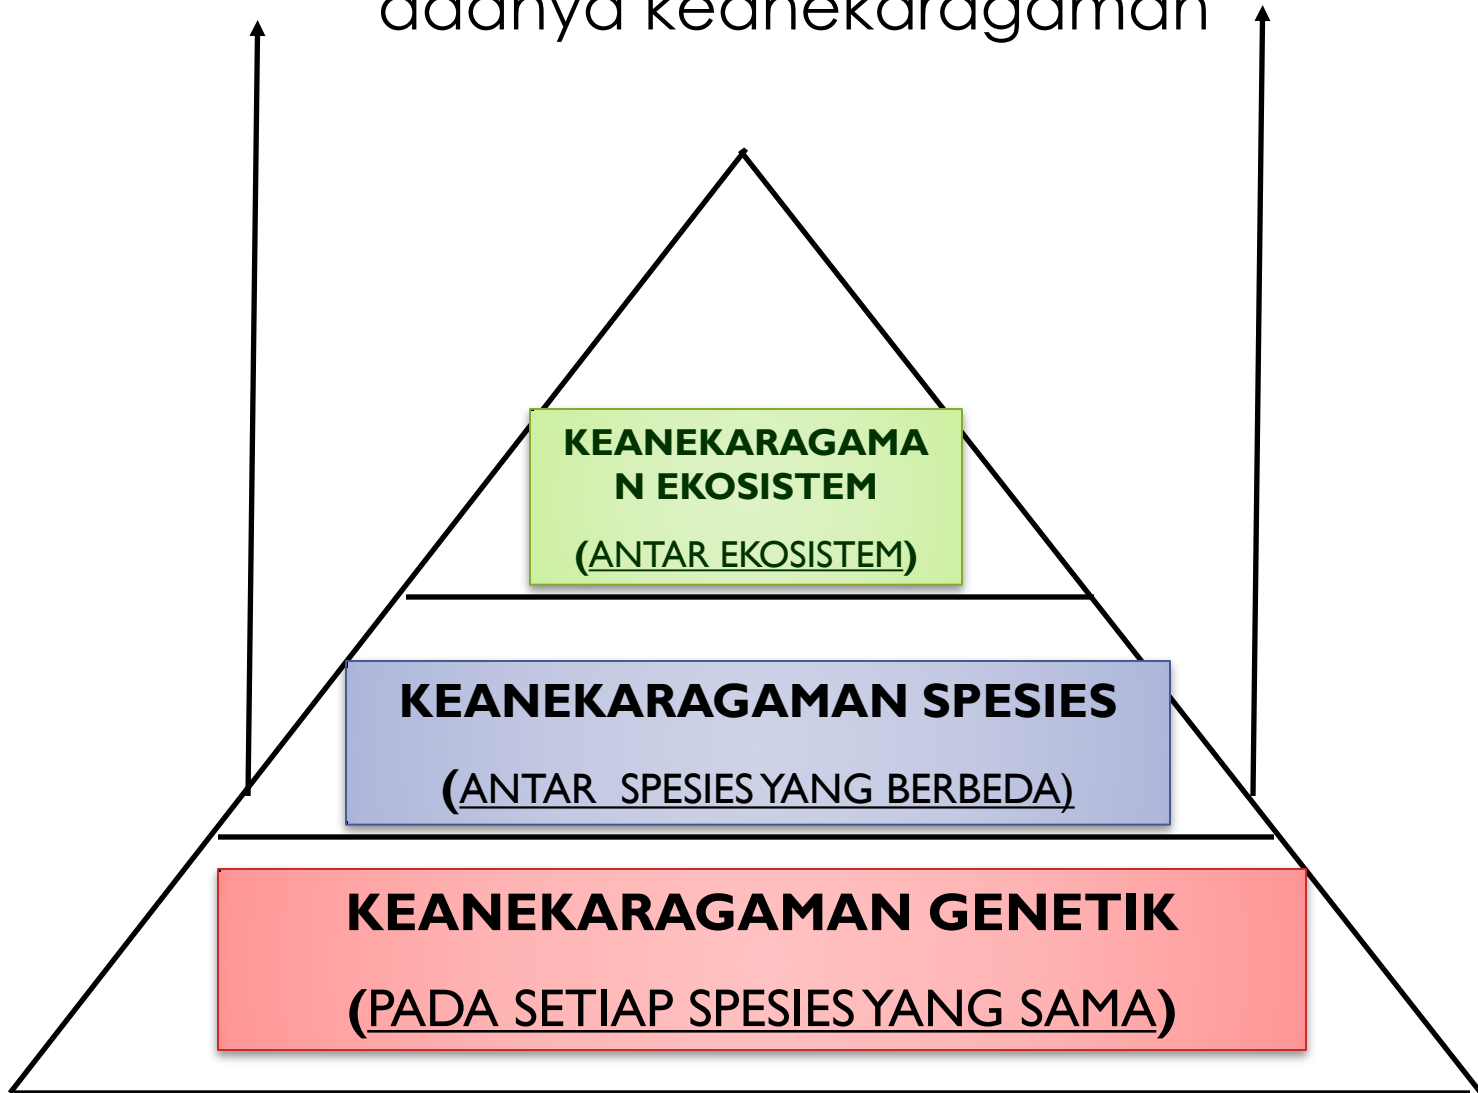 adanya keanekaragaman
KEANEKARAGAMA
N EKOSISTEM
(ANTAR EKOSISTEM)
KEANEKARAGAMAN SPESIES
(ANTAR SPESIES YANG BERBEDA)
KEANEKARAGAMAN GENETIK
(PADA SETIAP SPESIES YANG SAMA)